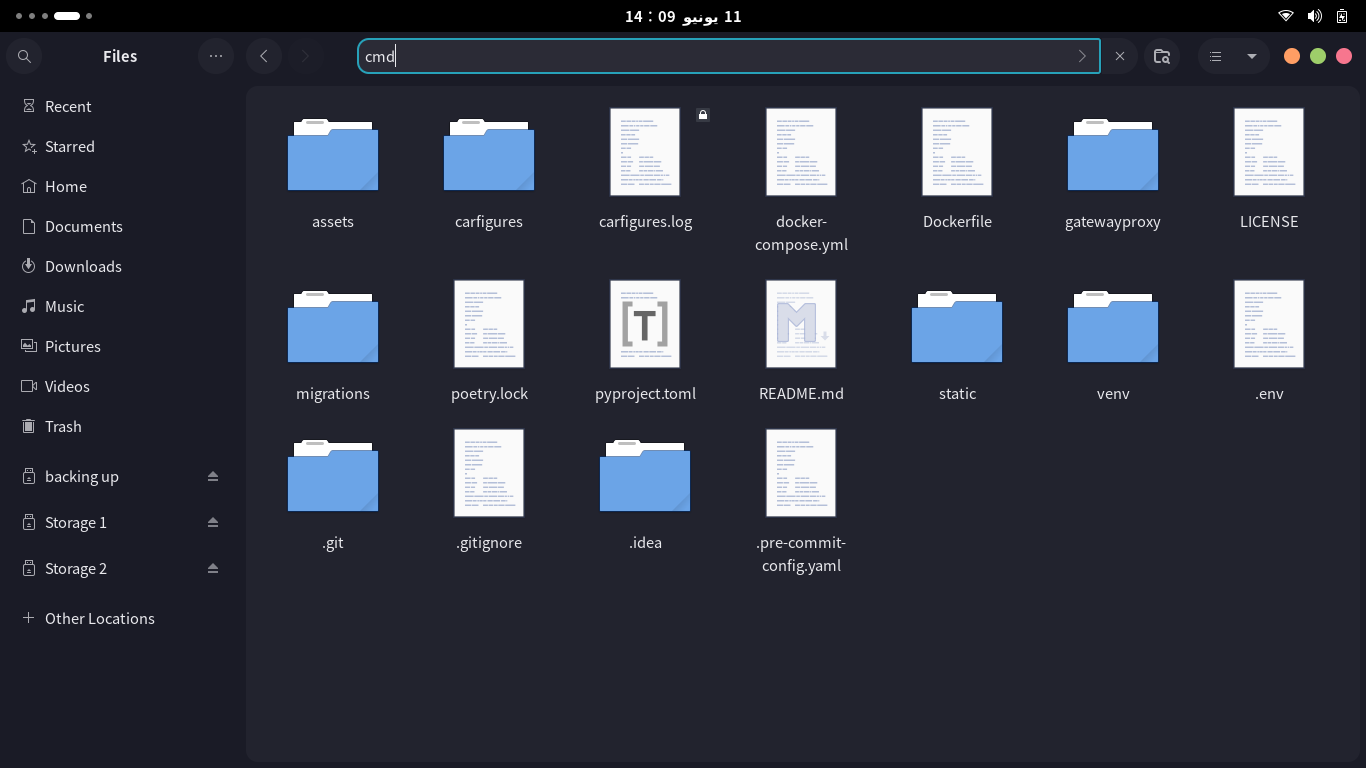 11 يونيو 14 : 09
Files
cmd
Recent
Starred
Home
Documents
Downloads
Music
Pictures
Videos
Trash
backing up
Storage 1
Storage 2
Other Locations
assets
carfigures
carfigures.log
docker-
compose.yml
Dockerfile
gatewayproxy
LICENSE
migrations
poetry.lock
[T]
pyproject.toml
M
README.md
static
venv
.env
.git
.gitignore
.idea
.pre-commit-
config.yaml